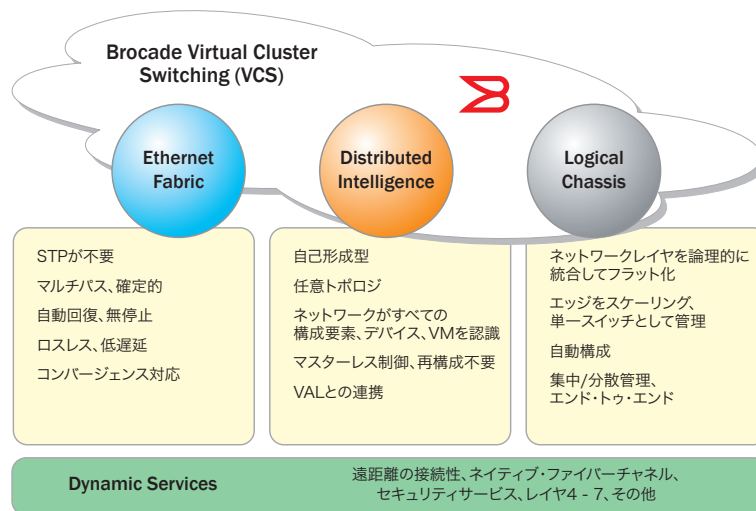 Brocade Virtual Cluster
Switching (VCS)
Ethernet
Fabric
Distributed
Intelligence
Logical
Chassis
STPが不要
マルチパス、確定的
自動回復、無停止
ロスレス、低遅延
コンバージェンス対応
自己形成型
任意トポロジ
ネットワークがすべての
構成要素、デバイス、VMを認識
マスターレス制御、再構成不要
VALとの連携
ネットワークレイヤを論理的に
統合してフラット化
エッジをスケーリング、
単一スイッチとして管理
自動構成
集中/分散管理、
エンド・トゥ・エンド
Dynamic Services
遠距離の接続性、ネイティブ・ファイバーチャネル、
セキュリティサービス、レイヤ4 - 7、その他